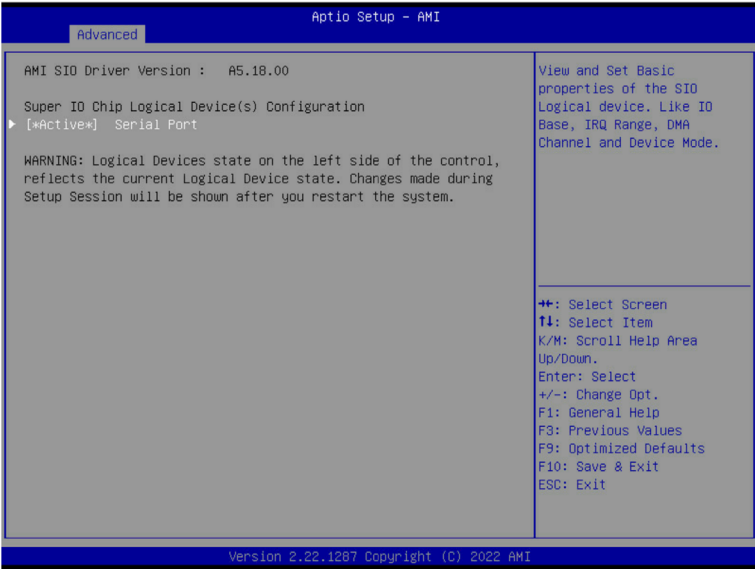 Aptio Setup – AMI
Advanced
AMI SIO Driver Version :   A5.18.00
Super IO Chip Logical Device(s) Configuration
[*Active*]  Serial Port
WARNING: Logical Devices state on the left side of the control,
reflects the current Logical Device state. Changes made during
Setup Session will be shown after you restart the system.
View and Set Basic
properties of the SIO
Logical device. Like IO
Base, IRQ Range, DMA
Channel and Device Mode.
→←: Select Screen
↑↓: Select Item
K/M: Scroll Help Area
Up/Down.
Enter: Select
+/-: Change Opt.
F1: General Help
F3: Previous Values
F9: Optimized Defaults
F10: Save & Exit
ESC: Exit
Version 2.22.1287 Copyright (C) 2022 AMI